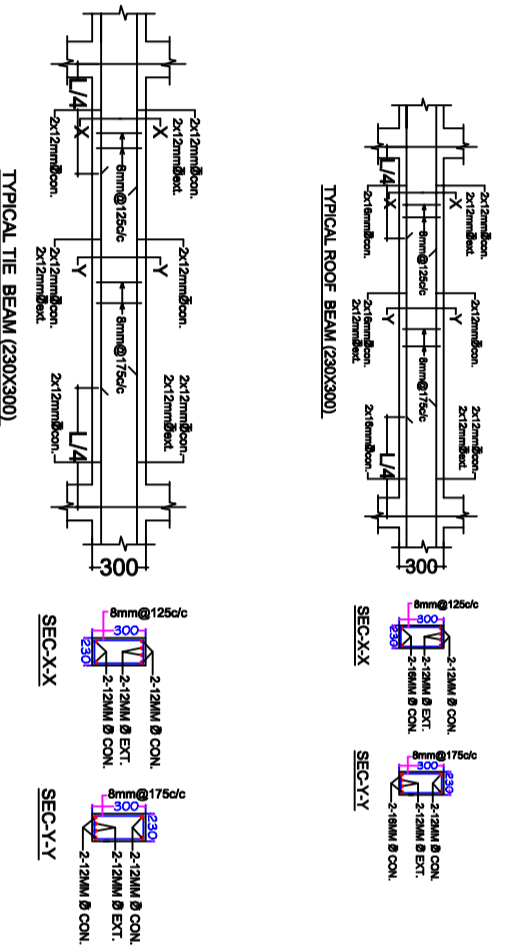 2x12mmØcon.
2x12mmØext.
2x12mmØcon.
2x12mmØcon.
2x12mmØext.
X
Y
8mm@125c/c
8mm@175c/c
300
X
Y
L/4
L/4
2x16mmØcon.
2x16mmØcon.
2x12mmØext.
2x16mmØcon.
TYPICAL ROOF BEAM (230X300)
8mm@125c/c
300
230
2-12MM Ø CON.
2-12MM Ø EXT.
2-16MM Ø CON.
SEC-X-X
8mm@175c/c
300
230
2-12MM Ø CON.
2-12MM Ø EXT.
2-16MM Ø CON.
SEC-Y-Y
2x12mmØcon.
2x12mmØext.
2x12mmØcon.
2x12mmØcon.
2x12mmØext.
X
Y
8mm@125c/c
8mm@175c/c
300
X
Y
L/4
L/4
2x12mmØcon.
2x12mmØcon.
2x12mmØext.
2x12mmØcon.
TYPICAL TIE BEAM (230X300)
8mm@125c/c
300
230
2-12MM Ø CON.
2-12MM Ø EXT.
2-12MM Ø CON.
SEC-X-X
8mm@175c/c
300
230
2-12MM Ø CON.
2-12MM Ø EXT.
2-12MM Ø CON.
SEC-Y-Y